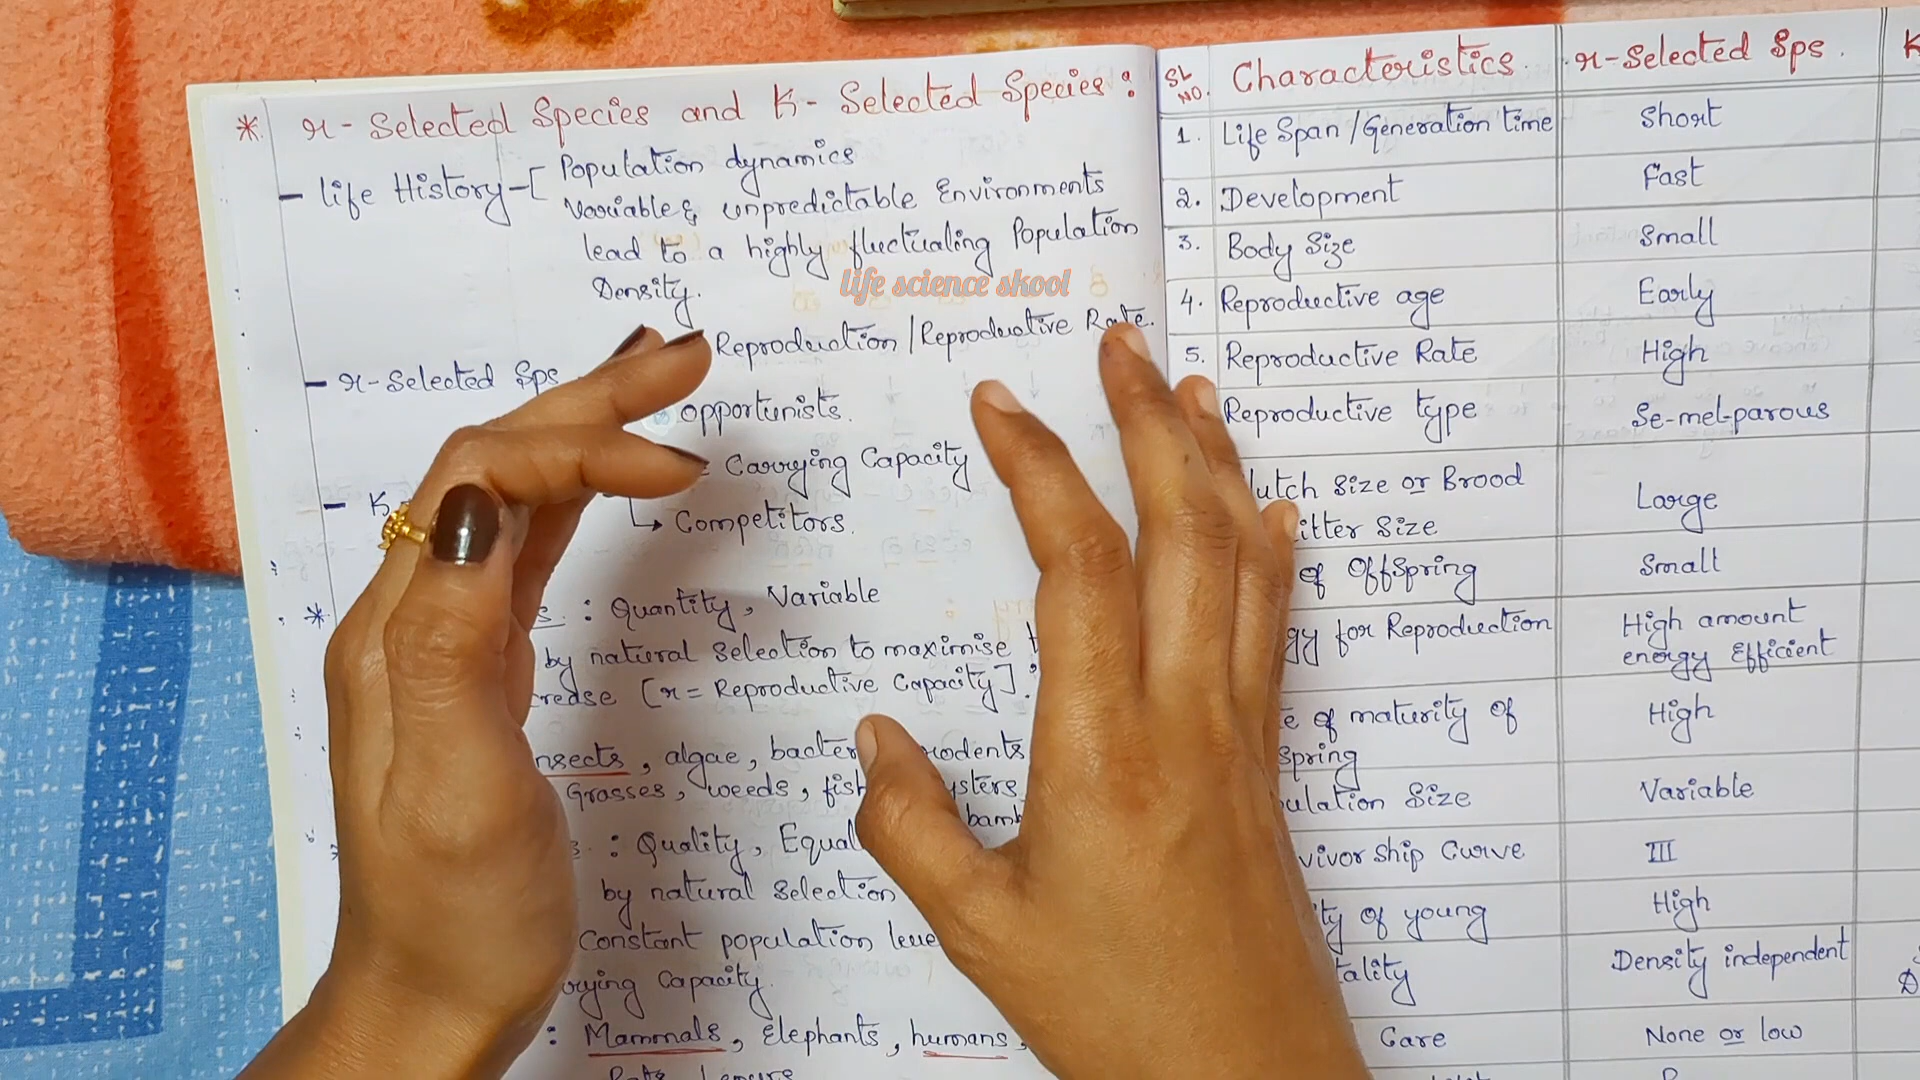 * r-Selected Species and K-Selected Species:
- life History-[ Population dynamics
Variable & unpredictable Environments
lead to a highly fluctuating Population
Density.
life science skool
- r-Selected Sps
Reproduction/Reproductive Rate.
opportunists.
- K
= Carrying Capacity
↳ Competitors.
* : Quantity, Variable
by natural Selection to maximise
[r = Reproductive Capacity].
algae,
rodents
Grasses, weeds,
: Quality, Equal
by natural Selection
Constant population
Capacity.
: Mammals, Elephants, humans,
SL NO. Characteristics. r-Selected Sps. K
1. Life Span/Generation time Short
2. Development Fast
3. Body Size Small
4. Reproductive age Early
5. Reproductive Rate High
Reproductive type Se-mel-parous
Size or Brood
Size Large
of Offspring Small
for Reproduction High amount
energy Efficient
of maturity of High
Size Variable
Curve III
of young High
Density independent
Care None or low